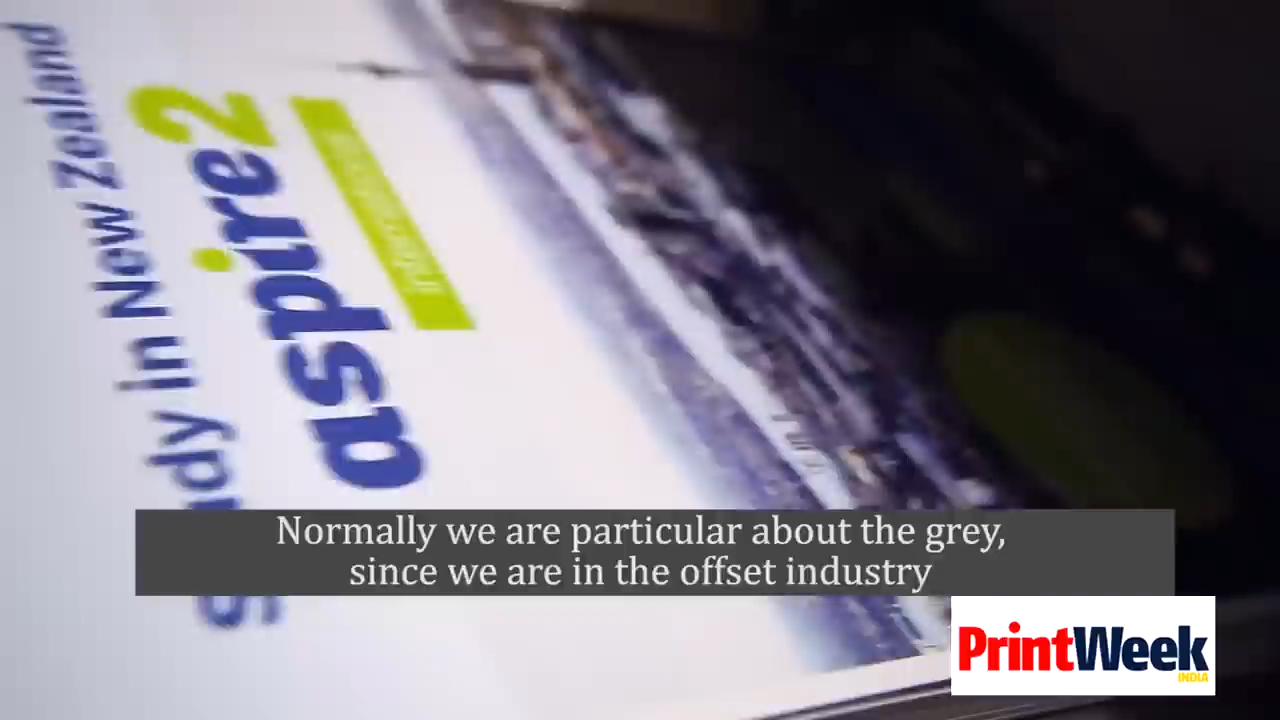 Study in New Zealand
aspire2
INTERNATIONAL
Normally we are particular about the grey,
since we are in the offset industry
PrintWeek
INDIA